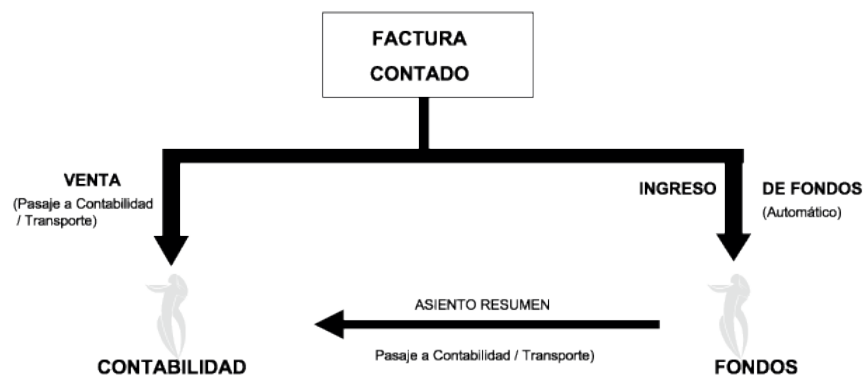 FACTURA
CONTADO
VENTA
(Pasaje a Contabilidad
/ Transporte)
INGRESO DE FONDOS
(Automático)
ASIENTO RESUMEN
Pasaje a Contabilidad / Transporte)
CONTABILIDAD
FONDOS